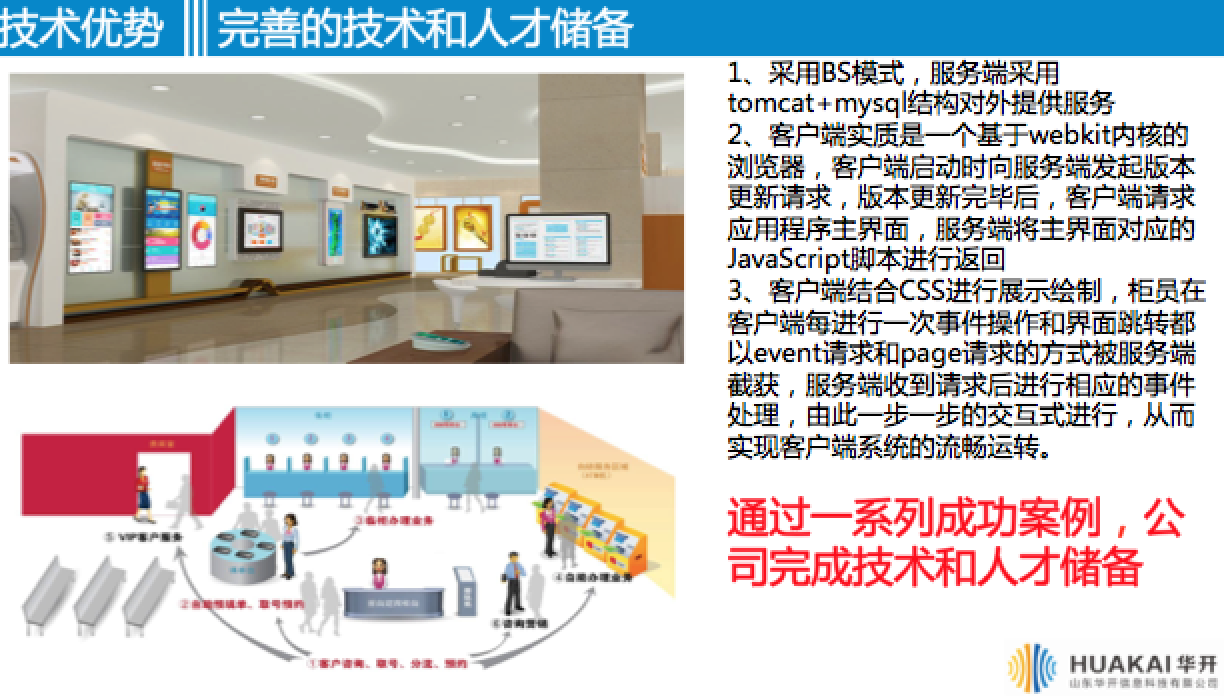 技术优势 完善的技术和人才储备
1、采用BS模式，服务端采用
tomcat+mysql结构对外提供服务
2、客户端实质是一个基于webkit内核的
浏览器，客户端启动时向服务端发起版本
更新请求，版本更新完毕后，客户端请求
应用程序主界面，服务端将主界面对应的
JavaScript脚本进行返回
3、客户端结合CSS进行展示绘制，柜员在
客户端每进行一次事件操作和界面跳转都
以event请求和page请求的方式被服务端
截获，服务端收到请求后进行相应的事件
处理，由此一步一步的交互式进行，从而
实现客户端系统的流畅运转。
通过一系列成功案例，公
司完成技术和人才储备
③临柜办理业务
⑤VIP客户服务
④自助办理业务
②自助预填单、取号预约
⑥咨询营销
①客户咨询、取号、分流、预约
HUAKAI 华开
山东华开信息科技有限公司